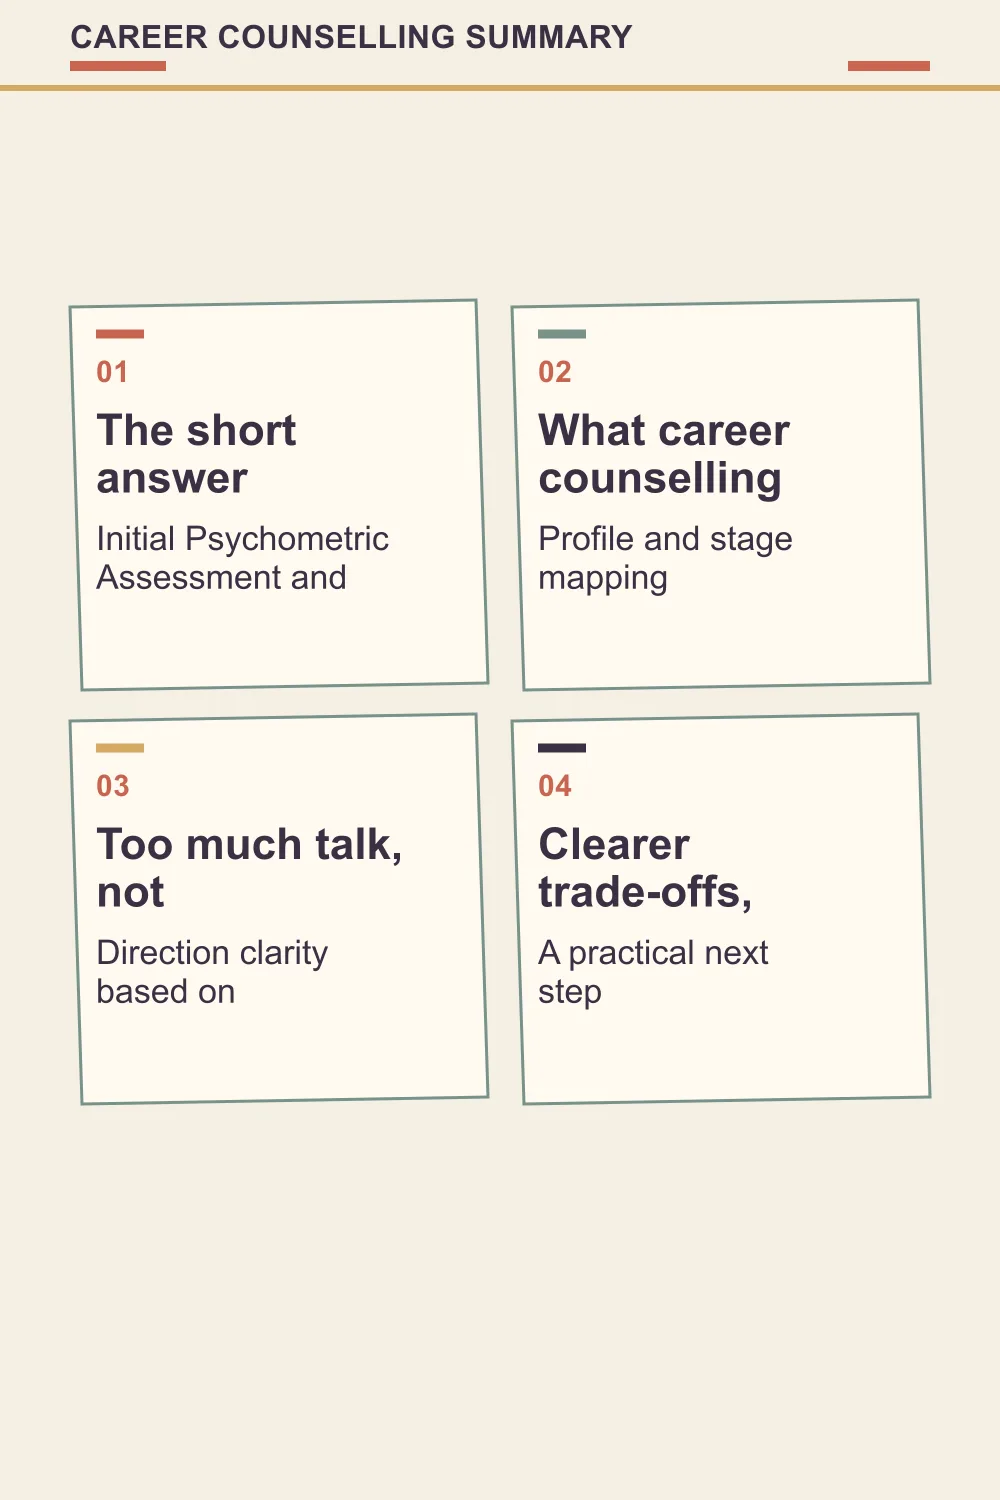 CAREER COUNSELLING SUMMARY
01
The short
answer
Initial Psychometric
Assessment and
02
What career
counselling
Profile and stage
mapping
03
Too much talk,
not
Direction clarity
based on
04
Clearer
trade-offs,
A practical next
step